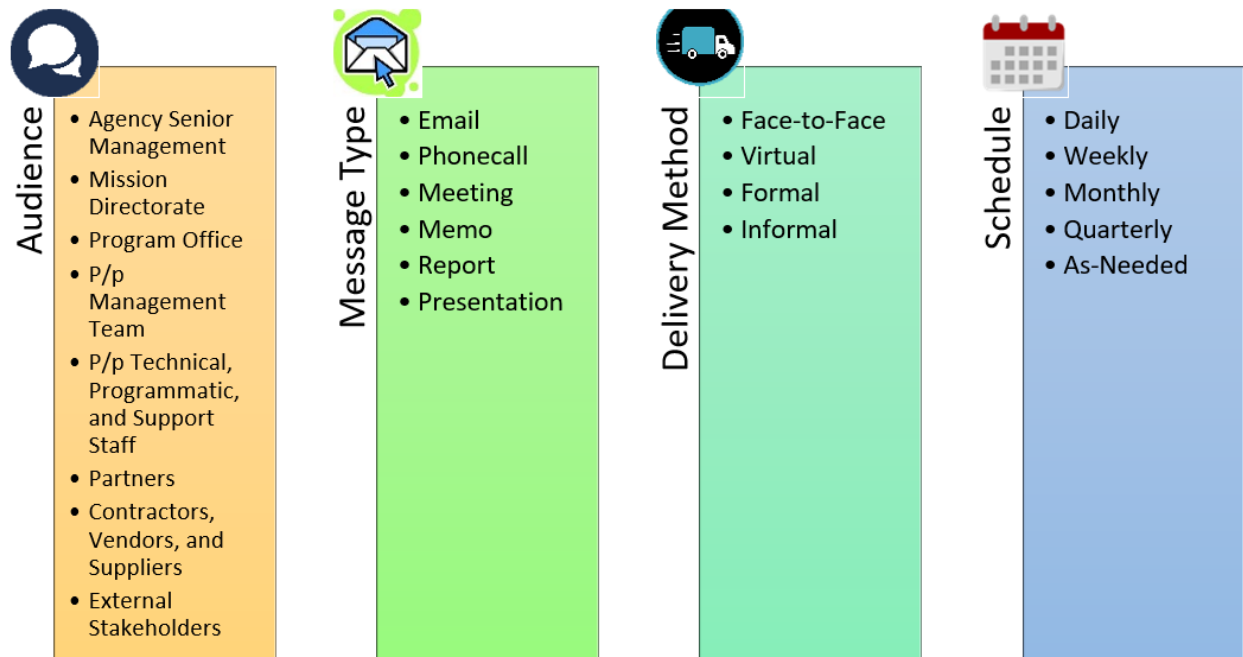 Audience
• Agency Senior
Management
• Mission
Directorate
• Program Office
• P/p
Management
Team
• P/p Technical,
Programmatic,
and Support
Staff
• Partners
• Contractors,
Vendors, and
Suppliers
• External
Stakeholders
Message Type
• Email
• Phonecall
• Meeting
• Memo
• Report
• Presentation
Delivery Method
• Face-to-Face
• Virtual
• Formal
• Informal
Schedule
• Daily
• Weekly
• Monthly
• Quarterly
• As-Needed